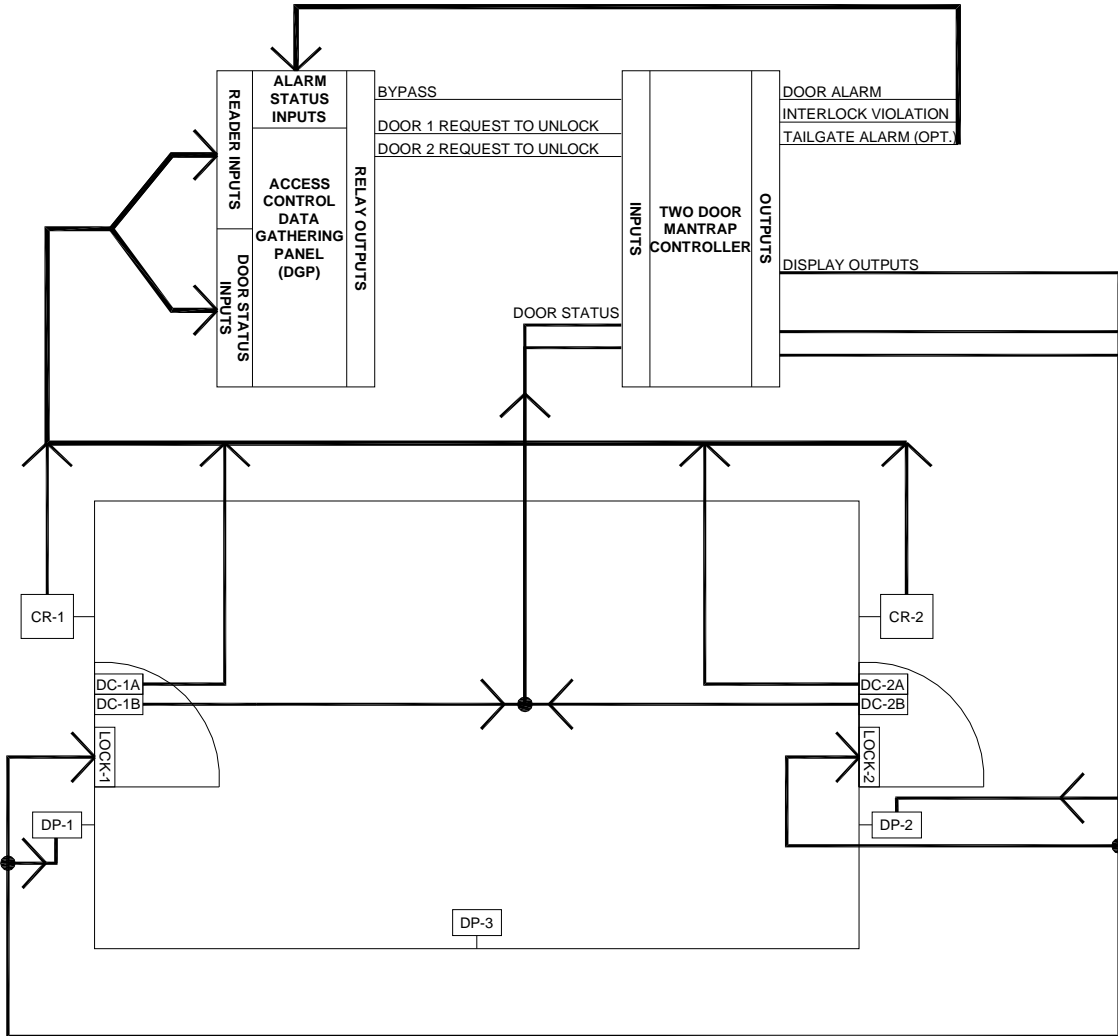 READER INPUTS
ALARM
STATUS
INPUTS
BYPASS
DOOR 1 REQUEST TO UNLOCK
DOOR 2 REQUEST TO UNLOCK
RELAY OUTPUTS
ACCESS
CONTROL
DATA
GATHERING
PANEL
(DGP)
DOOR STATUS
INPUTS
INPUTS
TWO DOOR
MANTRAP
CONTROLLER
OUTPUTS
DOOR ALARM
INTERLOCK VIOLATION
TAILGATE ALARM (OPT.)
DISPLAY OUTPUTS
DOOR STATUS
CR-1
CR-2
DC-1A
DC-1B
DC-2A
DC-2B
LOCK-1
LOCK-2
DP-1
DP-2
DP-3